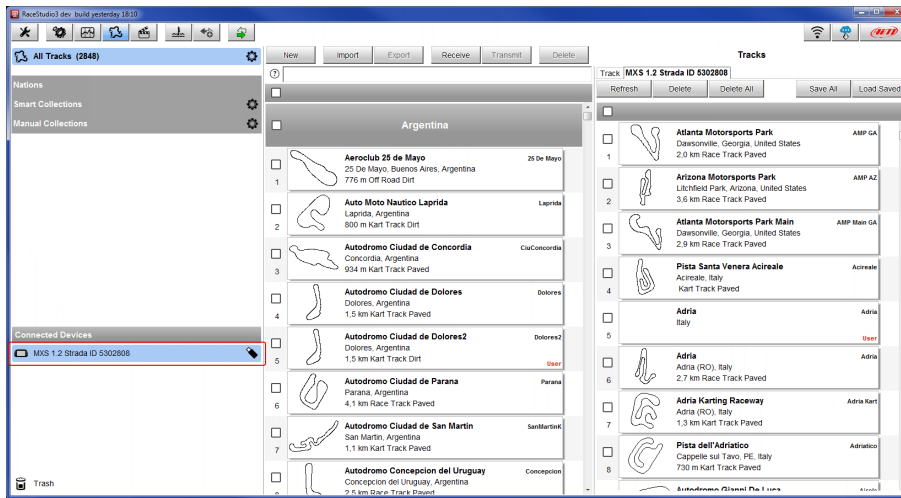 RaceStudio3 dev build yesterday 18:10
All Tracks (2848)
Nations
Smart Collections
Manual Collections
Connected Devices
MXS 1.2 Strada ID 5302808
Trash
New Import Export Receive Transmit Delete
Argentina
1 Aeroclub 25 de Mayo 25 De Mayo
25 De Mayo, Buenos Aires, Argentina
776 m Off Road Dirt
2 Auto Moto Nautico Laprida Laprida
Laprida, Argentina
800 m Kart Track Dirt
3 Autodromo Ciudad de Concordia CiuConcordia
Concordia, Argentina
934 m Kart Track Paved
4 Autodromo Ciudad de Dolores Dolores
Dolores, Argentina
1,5 km Kart Track Paved
5 Autodromo Ciudad de Dolores2 Dolores2
Dolores, Argentina
1,5 km Kart Track Dirt User
6 Autodromo Ciudad de Parana Parana
Parana, Argentina
4,1 km Race Track Paved
7 Autodromo Ciudad de San Martin SanMartinK
San Martin, Argentina
1,1 km Kart Track Paved
8 Autodromo Concepcion del Uruguay Concepcion
Concepcion del Uruguay, Argentina
2,5 km Race Track Paved
AiM
Tracks
Track MXS 1.2 Strada ID 5302808
Refresh Delete Delete All Save All Load Saved
1 Atlanta Motorsports Park AMP GA
Dawsonville, Georgia, United States
2,0 km Race Track Paved
2 Arizona Motorsports Park AMP AZ
Litchfield Park, Arizona, United States
3,6 km Race Track Paved
3 Atlanta Motorsports Park Main AMP Main GA
Dawsonville, Georgia, United States
2,9 km Race Track Paved
4 Pista Santa Venera Acireale Acireale
Acireale, Italy
Kart Track Paved
5 Adria Adria
Italy
User
6 Adria Adria
Adria (RO), Italy
2,7 km Race Track Paved
7 Adria Karting Raceway Adria Kart
Adria (RO), Italy
1,3 km Kart Track Paved
8 Pista dell'Adriatico Adriatico
Cappelle sul Tavo, PE, Italy
730 m Kart Track Paved
Autodromo Gianni De Luca